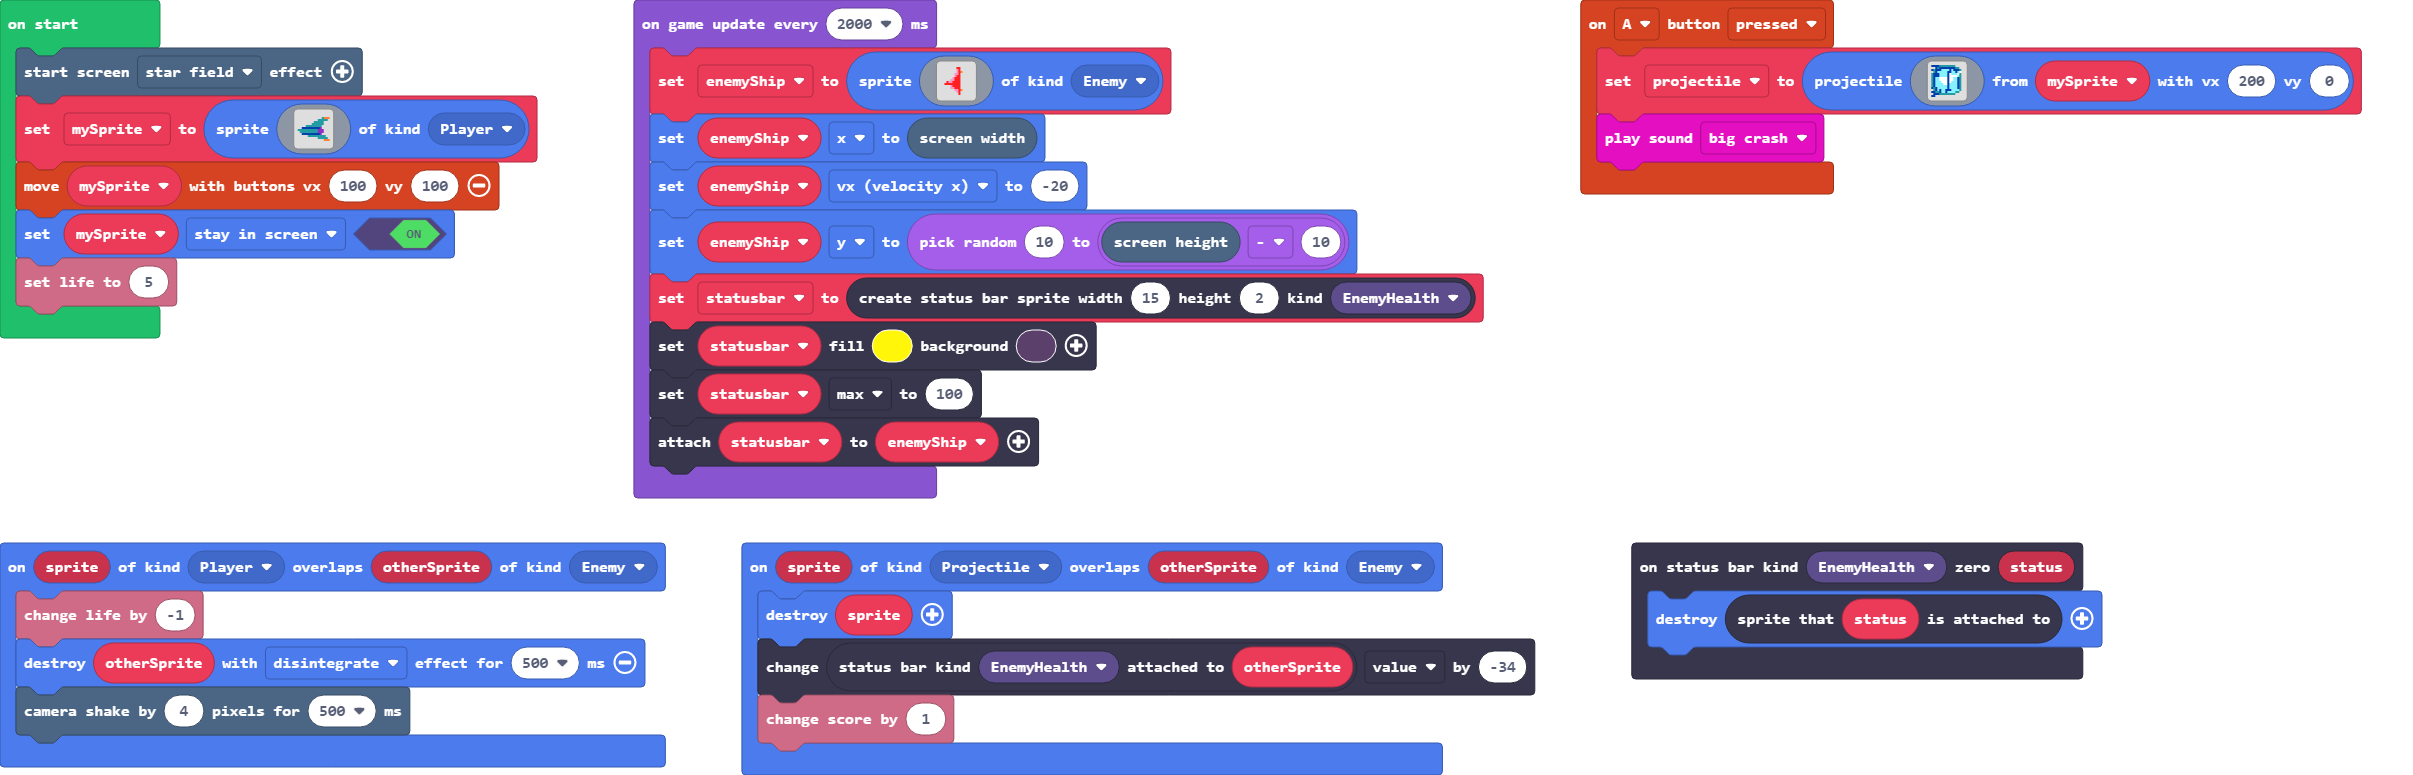 on start
start screen star field effect
set mySprite to sprite of kind Player
move mySprite with buttons vx 100 vy 100
set mySprite stay in screen ON
set life to 5
on game update every 2000 ms
set enemyShip to sprite of kind Enemy
set enemyShip x to screen width
set enemyShip vx (velocity x) to -20
set enemyShip y to pick random 10 to screen height - 10
set statusbar to create status bar sprite width 15 height 2 kind EnemyHealth
set statusbar fill background
set statusbar max to 100
attach statusbar to enemyShip
on A button pressed
set projectile to projectile from mySprite with vx 200 vy 0
play sound big crash
on sprite of kind Player overlaps otherSprite of kind Enemy
change life by -1
destroy otherSprite with disintegrate effect for 500 ms
camera shake by 4 pixels for 500 ms
on sprite of kind Projectile overlaps otherSprite of kind Enemy
destroy sprite
change status bar kind EnemyHealth attached to otherSprite value by -34
change score by 1
on status bar kind EnemyHealth zero status
destroy sprite that status is attached to